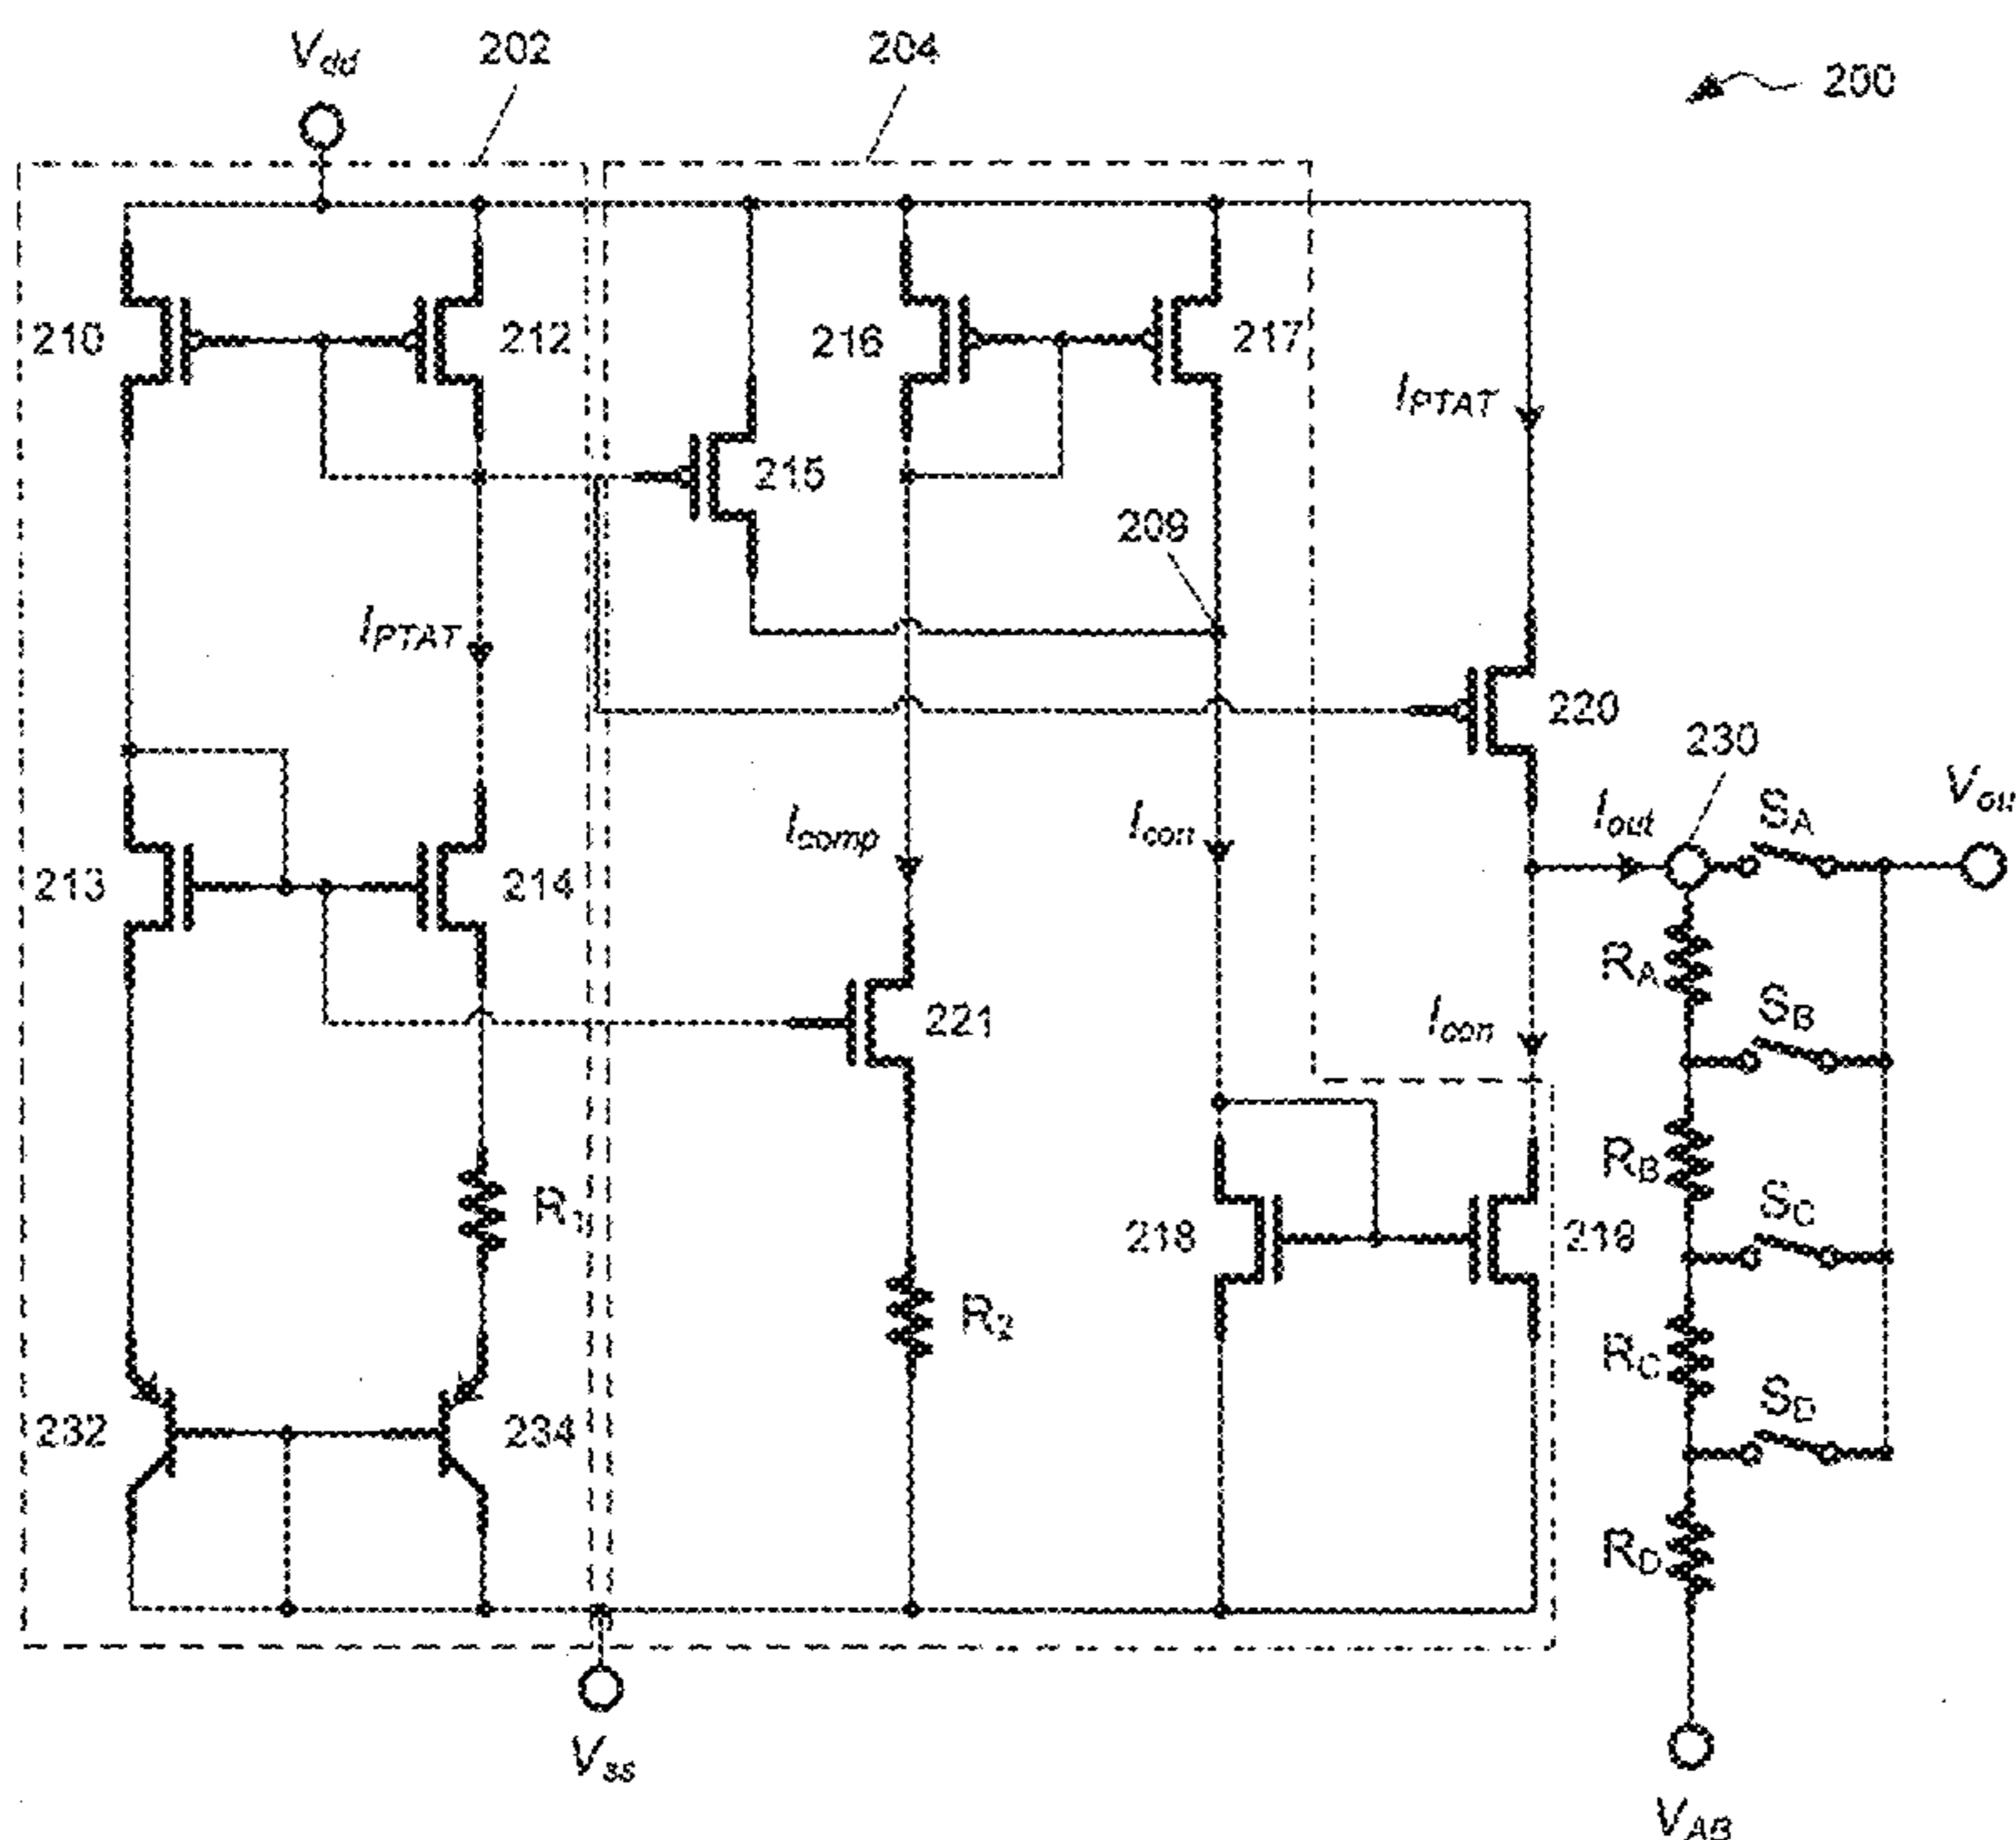 Vdd
202
204
200
210
212
216
217
IPTAT
215
209
IPTAT
220
230
Iout
SA
213
214
Icomp
Icon
RA
SB
221
Icon
RB
R1
218
219
SC
R2
RC
SD
232
234
RD
Vss
VAB